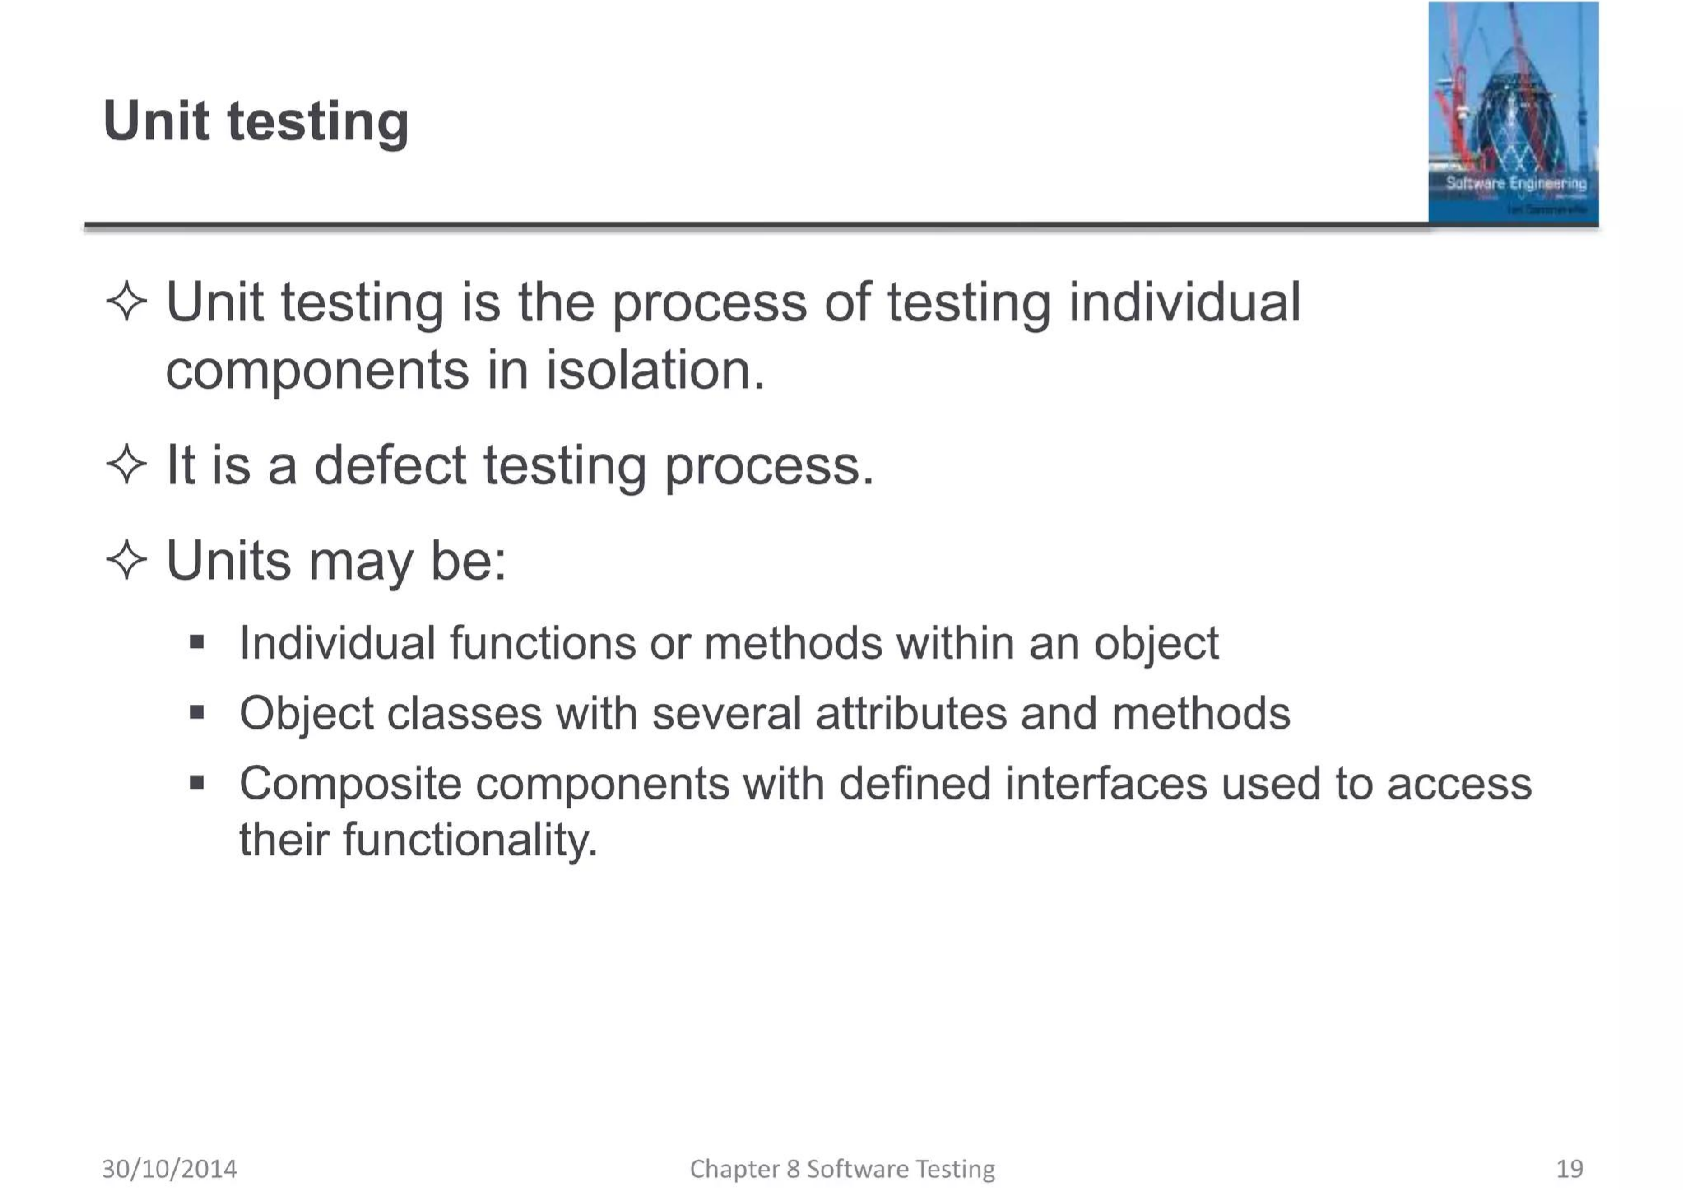 Unit testing
Software Engineering
✧ Unit testing is the process of testing individual
components in isolation.
✧ It is a defect testing process.
✧ Units may be:
▪ Individual functions or methods within an object
▪ Object classes with several attributes and methods
▪ Composite components with defined interfaces used to access
their functionality.
30/10/2014
Chapter 8 Software Testing
19